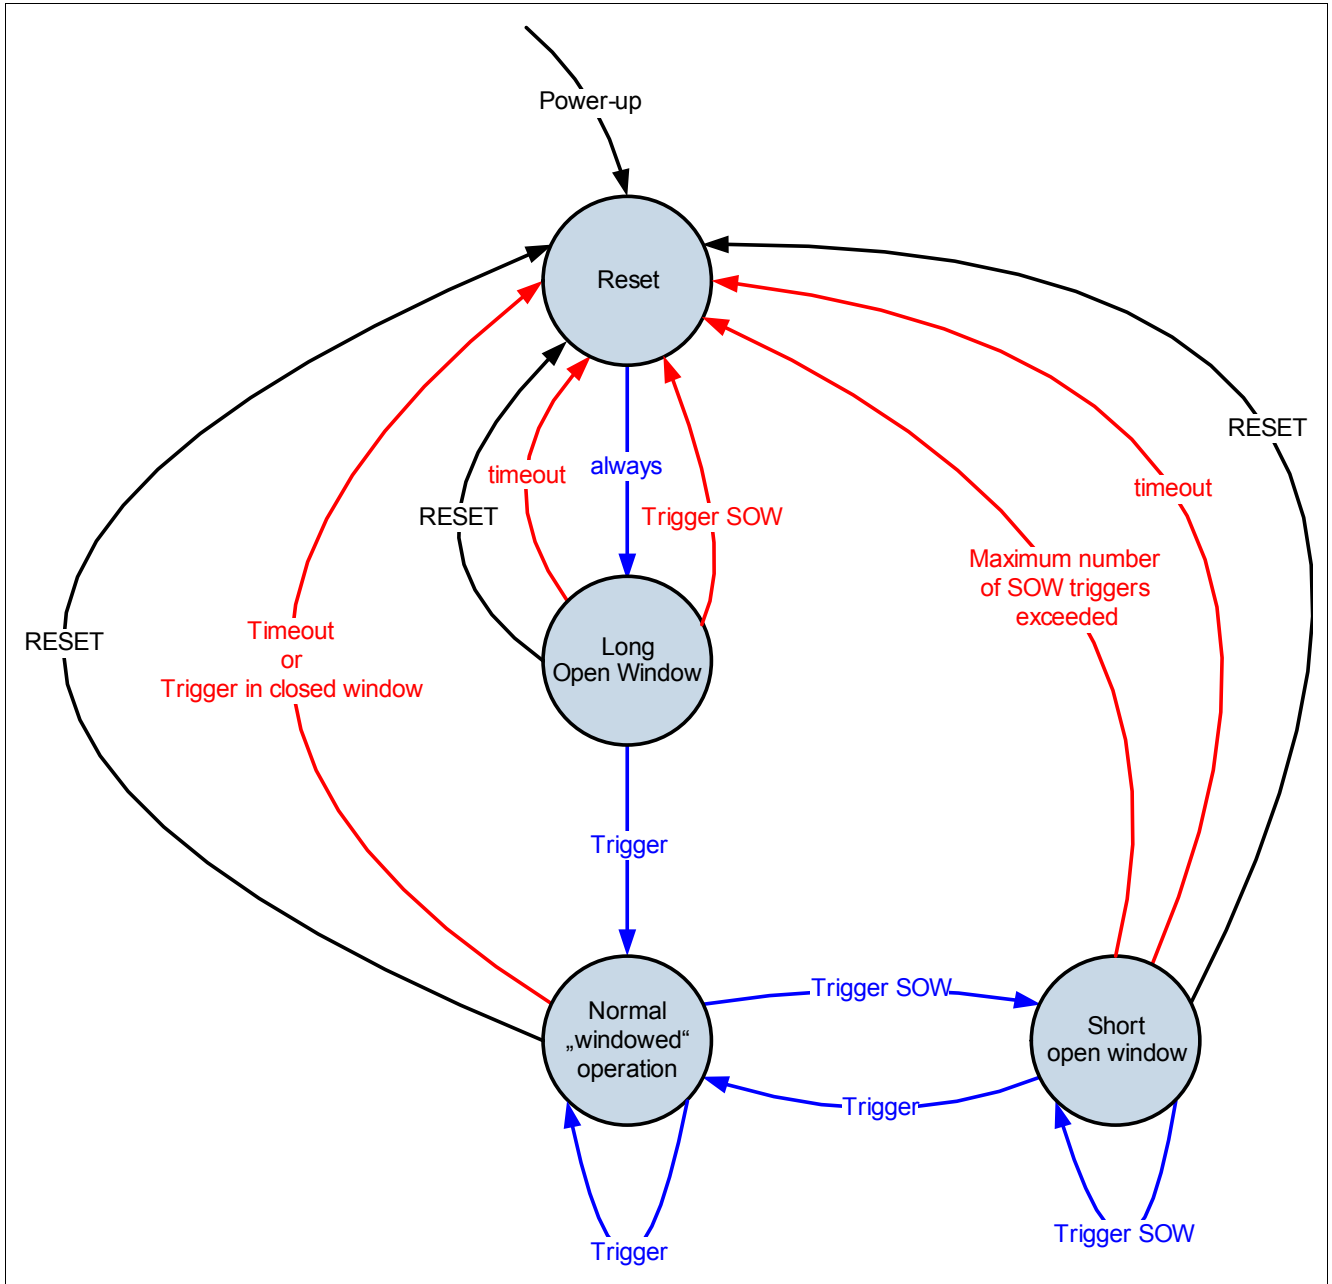 Power-up
Reset
RESET
timeout
always
timeout
RESET
Trigger SOW
Maximum number
of SOW triggers
exceeded
Timeout
or
Trigger in closed window
RESET
Long
Open Window
Trigger
Trigger SOW
Normal
„windowed“
operation
Short
open window
Trigger
Trigger
Trigger SOW